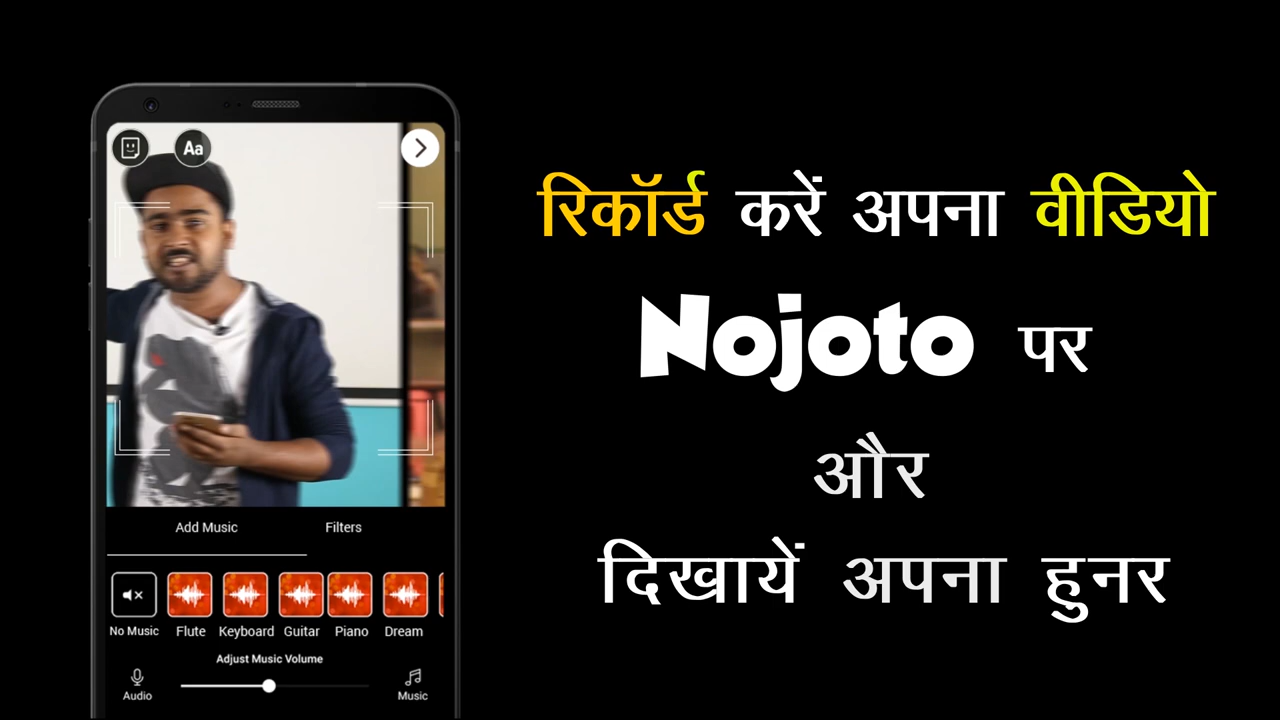 Aa
रिकॉर्ड करें अपना वीडियो
Nojoto पर
और
दिखायें अपना हुनर
Add Music Filters
No Music Flute Keyboard Guitar Piano Dream
Adjust Music Volume
Audio Music